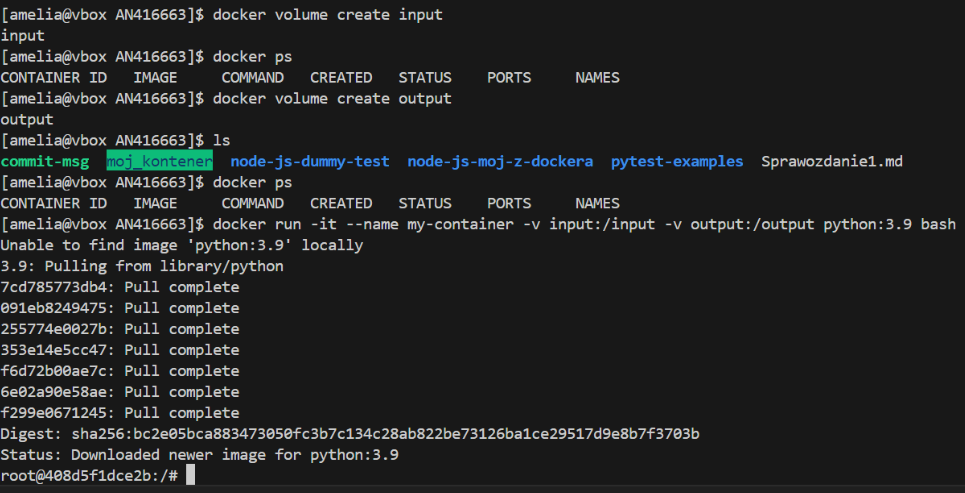 [amelia@vbox AN416663]$ docker volume create input
input
[amelia@vbox AN416663]$ docker ps
CONTAINER ID   IMAGE     COMMAND   CREATED   STATUS    PORTS     NAMES
[amelia@vbox AN416663]$ docker volume create output
output
[amelia@vbox AN416663]$ ls
commit-msg  moj_kontener  node-js-dummy-test  node-js-moj-z-dockera  pytest-examples  Sprawozdanie1.md
[amelia@vbox AN416663]$ docker ps
CONTAINER ID   IMAGE     COMMAND   CREATED   STATUS    PORTS     NAMES
[amelia@vbox AN416663]$ docker run -it --name my-container -v input:/input -v output:/output python:3.9 bash
Unable to find image 'python:3.9' locally
3.9: Pulling from library/python
7cd785773db4: Pull complete
091eb8249475: Pull complete
255774e0027b: Pull complete
353e14e5cc47: Pull complete
f6d72b00ae7c: Pull complete
6e02a90e58ae: Pull complete
f299e0671245: Pull complete
Digest: sha256:bc2e05bca883473050fc3b7c134c28ab822be73126ba1ce29517d9e8b7f3703b
Status: Downloaded newer image for python:3.9
root@408d5f1dce2b:/#